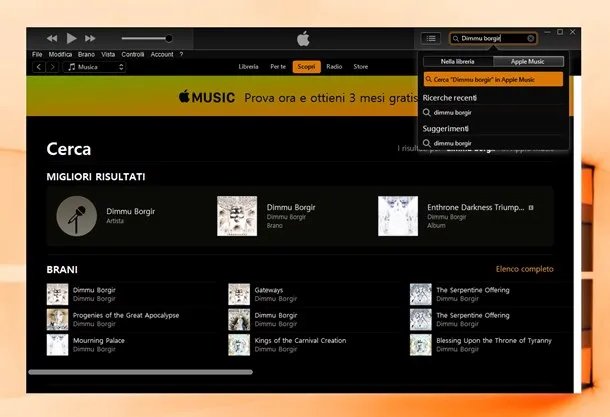 Dimmu Borgir
File Modifica Brano Vista Controlli Account ?
Musica
Libreria Per te Scopri Radio Store
Nella libreria Apple Music
Cerca "Dimmu borgir" in Apple Music
Ricerche recenti
dimmu borgir
Suggerimenti
dimmu borgir
MUSIC Prova ora e ottieni 3 mesi gratis
Cerca
I risultati per
in Apple Music
MIGLIORI RISULTATI
Dimmu Borgir
Artista
Dimmu Borgir
Dimmu Borgir
Brano
Enthrone Darkness Triump...
Dimmu Borgir
Album
BRANI
Elenco completo
Dimmu Borgir
Dimmu Borgir
Gateways
Dimmu Borgir
The Serpentine Offering
Dimmu Borgir
Progenies of the Great Apocalypse
Dimmu Borgir
Dimmu Borgir
Dimmu Borgir
The Serpentine Offering
Dimmu Borgir
Mourning Palace
Dimmu Borgir
Kings of the Carnival Creation
Dimmu Borgir
Blessing Upon the Throne of Tyranny
Dimmu Borgir